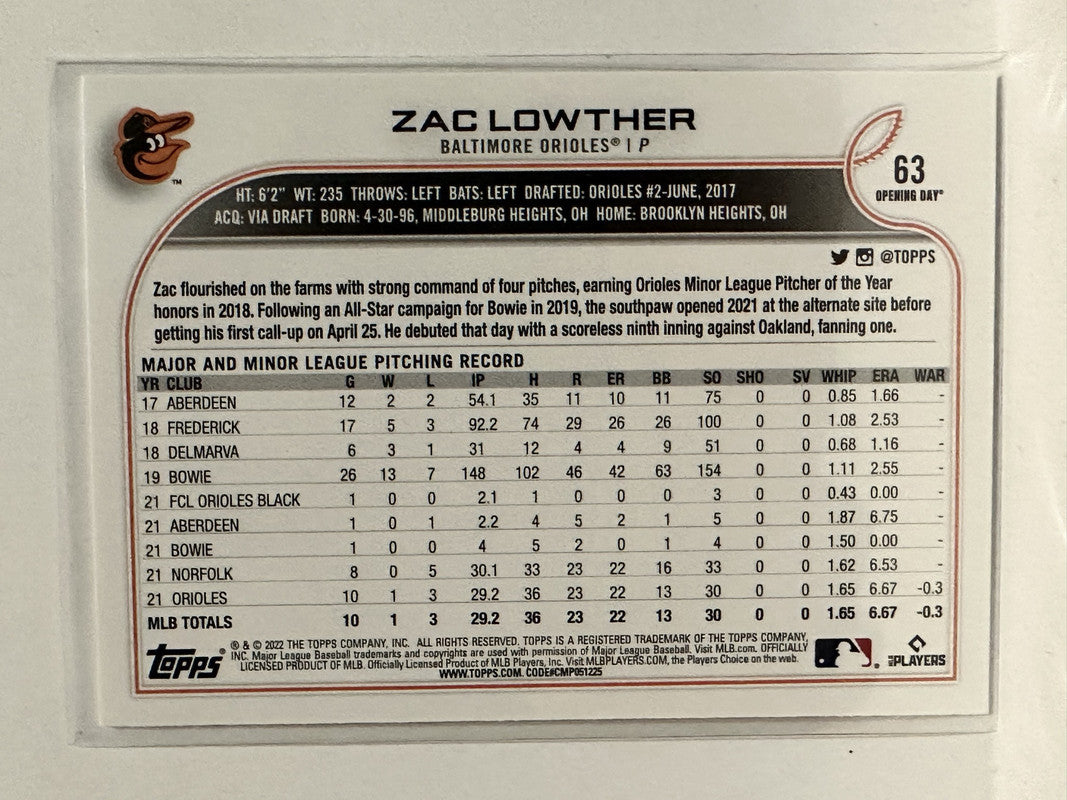 ZAC LOWTHER
BALTIMORE ORIOLES® | P
63
OPENING DAY®
HT: 6'2" WT: 235 THROWS: LEFT BATS: LEFT DRAFTED: ORIOLES #2-JUNE, 2017
ACQ: VIA DRAFT BORN: 4-30-96, MIDDLEBURG HEIGHTS, OH HOME: BROOKLYN HEIGHTS, OH
TM
@TOPPS
Zac flourished on the farms with strong command of four pitches, earning Orioles Minor League Pitcher of the Year
honors in 2018. Following an All-Star campaign for Bowie in 2019, the southpaw opened 2021 at the alternate site before
getting his first call-up on April 25. He debuted that day with a scoreless ninth inning against Oakland, fanning one.
MAJOR AND MINOR LEAGUE PITCHING RECORD
YR CLUB G W L IP H R ER BB SO SHO SV WHIP ERA WAR
17 ABERDEEN 12 2 2 54.1 35 11 10 11 75 0 0 0.85 1.66 -
18 FREDERICK 17 5 3 92.2 74 29 26 26 100 0 0 1.08 2.53 -
18 DELMARVA 6 3 1 31 12 4 4 9 51 0 0 0.68 1.16 -
19 BOWIE 26 13 7 148 102 46 42 63 154 0 0 1.11 2.55 -
21 FCL ORIOLES BLACK 1 0 0 2.1 1 0 0 0 3 0 0 0.43 0.00 -
21 ABERDEEN 1 0 1 2.2 4 5 2 1 5 0 0 1.87 6.75 -
21 BOWIE 1 0 0 4 5 2 0 1 4 0 0 1.50 0.00 -
21 NORFOLK 8 0 5 30.1 33 23 22 16 33 0 0 1.62 6.53 -
21 ORIOLES 10 1 3 29.2 36 23 22 13 30 0 0 1.65 6.67 -0.3
MLB TOTALS 10 1 3 29.2 36 23 22 13 30 0 0 1.65 6.67 -0.3
topps®
® & © 2022 THE TOPPS COMPANY, INC. ALL RIGHTS RESERVED. TOPPS IS A REGISTERED TRADEMARK OF THE TOPPS COMPANY,
INC. Major League Baseball trademarks and copyrights are used with permission of Major League Baseball. Visit MLB.com. OFFICIALLY
LICENSED PRODUCT OF MLB. Officially Licensed Product of MLB Players, Inc. Visit MLBPLAYERS.COM, the Players Choice on the web.
WWW.TOPPS.COM. CODE#CMP051225
MLB PLAYERS